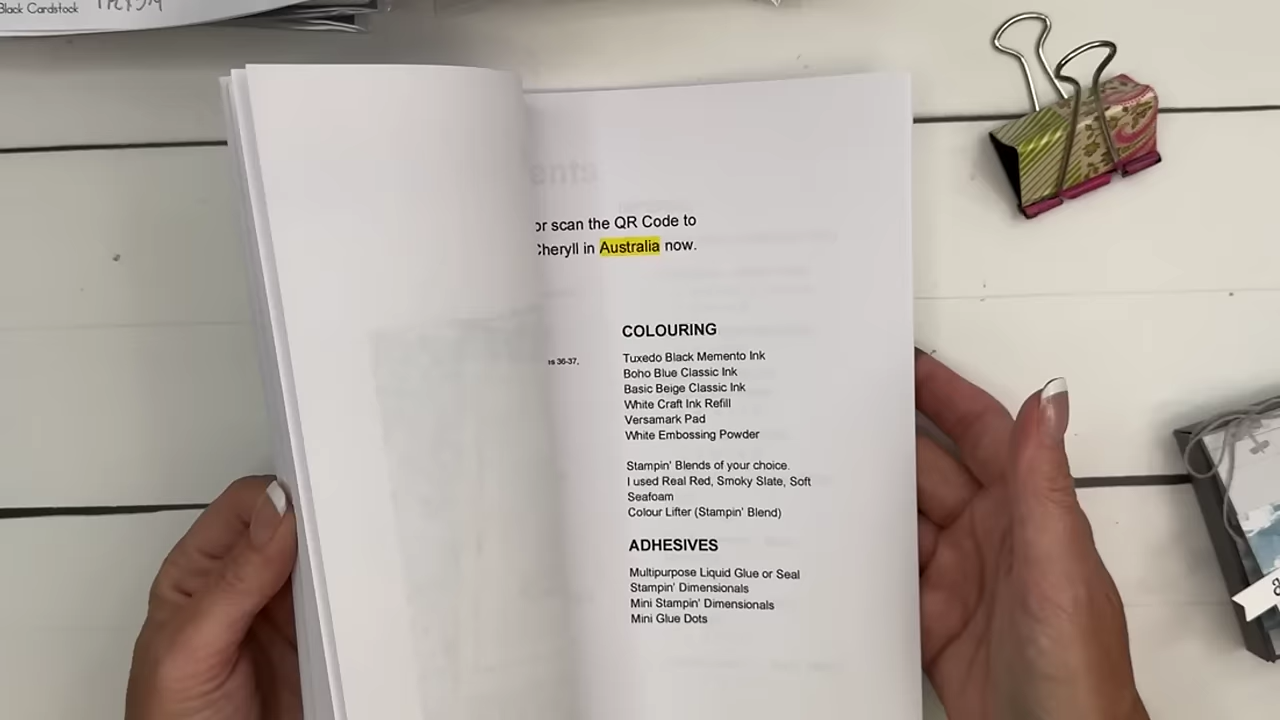 Black Cardstock
or scan the QR Code to
Cheryll in Australia now.
36-37,
COLOURING
Tuxedo Black Memento Ink
Boho Blue Classic Ink
Basic Beige Classic Ink
White Craft Ink Refill
Versamark Pad
White Embossing Powder
Stampin' Blends of your choice.
I used Real Red, Smoky Slate, Soft
Seafoam
Colour Lifter (Stampin' Blend)
ADHESIVES
Multipurpose Liquid Glue or Seal
Stampin' Dimensionals
Mini Stampin' Dimensionals
Mini Glue Dots